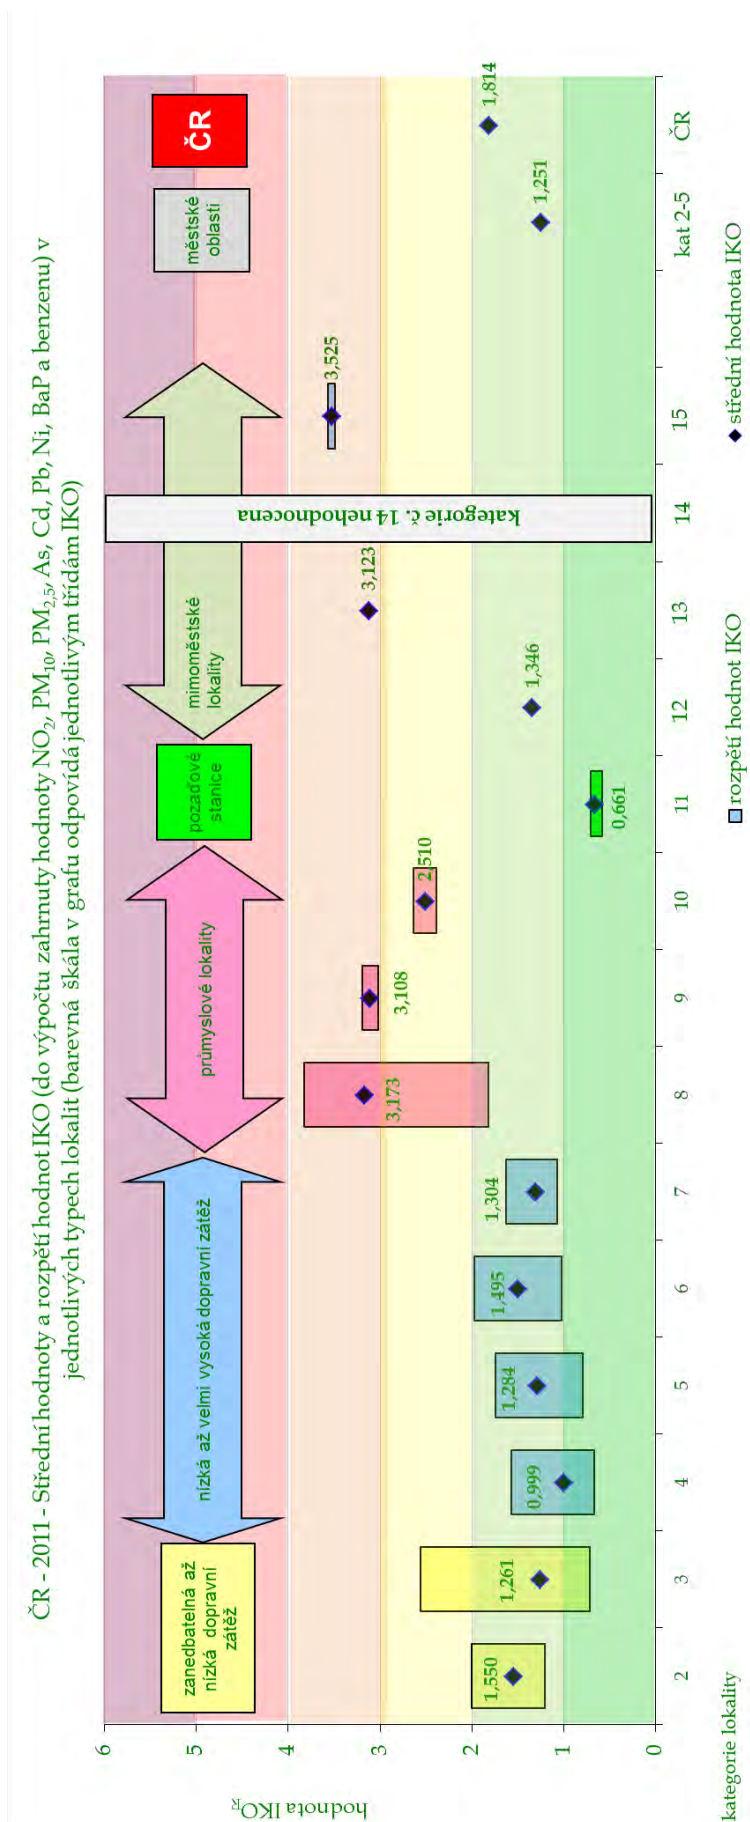 ČR - 2011 - Střední hodnoty a rozpětí hodnot IKO (do výpočtu zahrnuty hodnoty NO2, PM10, PM2,5, As, Cd, Pb, Ni, BaP a benzenu) v
jednotlivých typech lokalit (barevná škála v grafu odpovídá jednotlivým třídám IKO)
hodnota IKOR
6
5
4
3
2
1
0
zanedbatelná až
nízká dopravní
zátěž
nízká až velmi vysoká dopravní zátěž
průmyslové lokality
pozaďové
stanice
mimoměstské
lokality
městské
oblasti
ČR
kategorie č. 14 nehodnocena
1,550
1,261
0,999
1,284
1,495
1,304
3,173
3,108
2,510
0,661
1,346
3,123
3,525
1,251
1,814
2
3
4
5
6
7
8
9
10
11
12
13
14
15
kat 2-5
ČR
kategorie lokality
rozpětí hodnot IKO
střední hodnota IKO